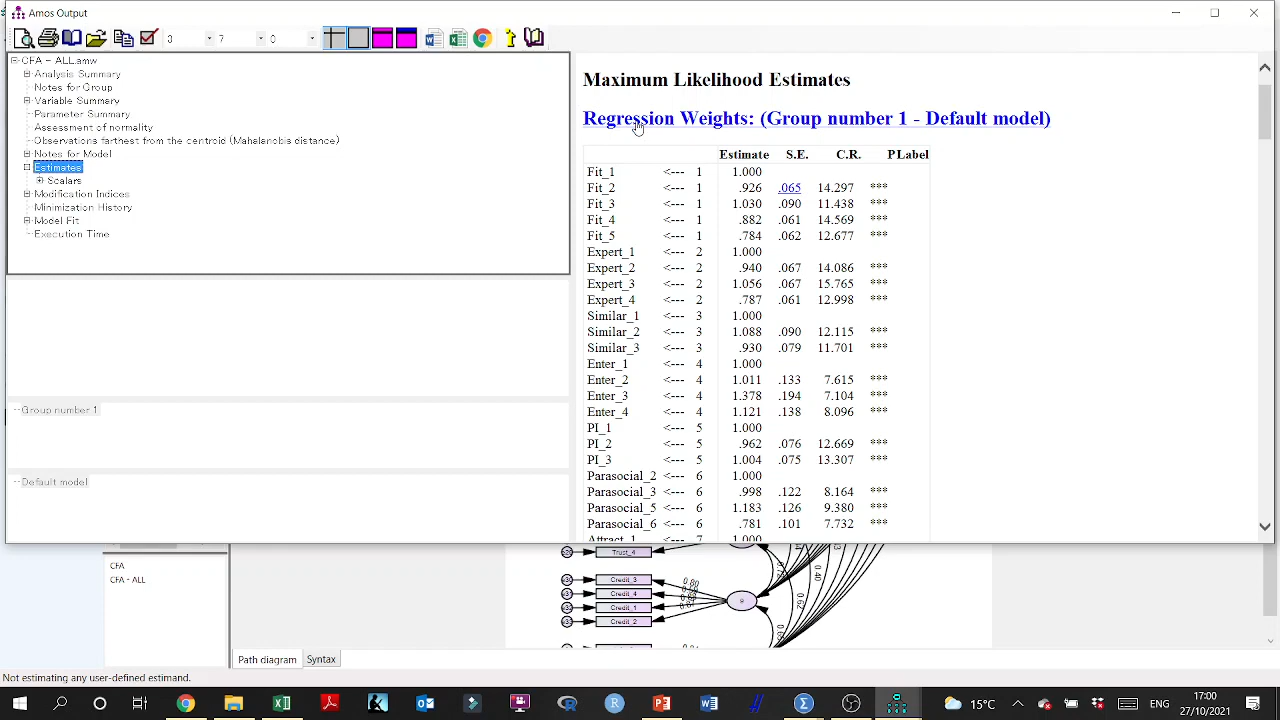 Amos Output
3 7 0
CFA - ALL.amw
Analysis Summary
Notes for Group
Variable Summary
Parameter Summary
Assessment of normality
Observations farthest from the centroid (Mahalanobis distance)
Notes for Model
Estimates
Scalars
Modification Indices
Minimization History
Model Fit
Execution Time
Group number 1
Default model
Maximum Likelihood Estimates
Regression Weights: (Group number 1 - Default model)
Estimate S.E. C.R. P Label
Fit_1 <--- 1 1.000
Fit_2 <--- 1 .926 .065 14.297 ***
Fit_3 <--- 1 1.030 .090 11.438 ***
Fit_4 <--- 1 .882 .061 14.569 ***
Fit_5 <--- 1 .784 .062 12.677 ***
Expert_1 <--- 2 1.000
Expert_2 <--- 2 .940 .067 14.086 ***
Expert_3 <--- 2 1.056 .067 15.765 ***
Expert_4 <--- 2 .787 .061 12.998 ***
Similar_1 <--- 3 1.000
Similar_2 <--- 3 1.088 .090 12.115 ***
Similar_3 <--- 3 .930 .079 11.701 ***
Enter_1 <--- 4 1.000
Enter_2 <--- 4 1.011 .133 7.615 ***
Enter_3 <--- 4 1.378 .194 7.104 ***
Enter_4 <--- 4 1.121 .138 8.096 ***
PI_1 <--- 5 1.000
PI_2 <--- 5 .962 .076 12.669 ***
PI_3 <--- 5 1.004 .075 13.307 ***
Parasocial_2 <--- 6 1.000
Parasocial_3 <--- 6 .998 .122 8.164 ***
Parasocial_5 <--- 6 1.183 .126 9.380 ***
Parasocial_6 <--- 6 .781 .101 7.732 ***
Attract_1 <--- 7 1.000
CFA
CFA - ALL
Trust_4
Credit_3
Credit_4
Credit_1
Credit_2
8
0.40
Path diagram Syntax
Not estimating any user-defined estimand.
15°C ENG
17:00
27/10/2021